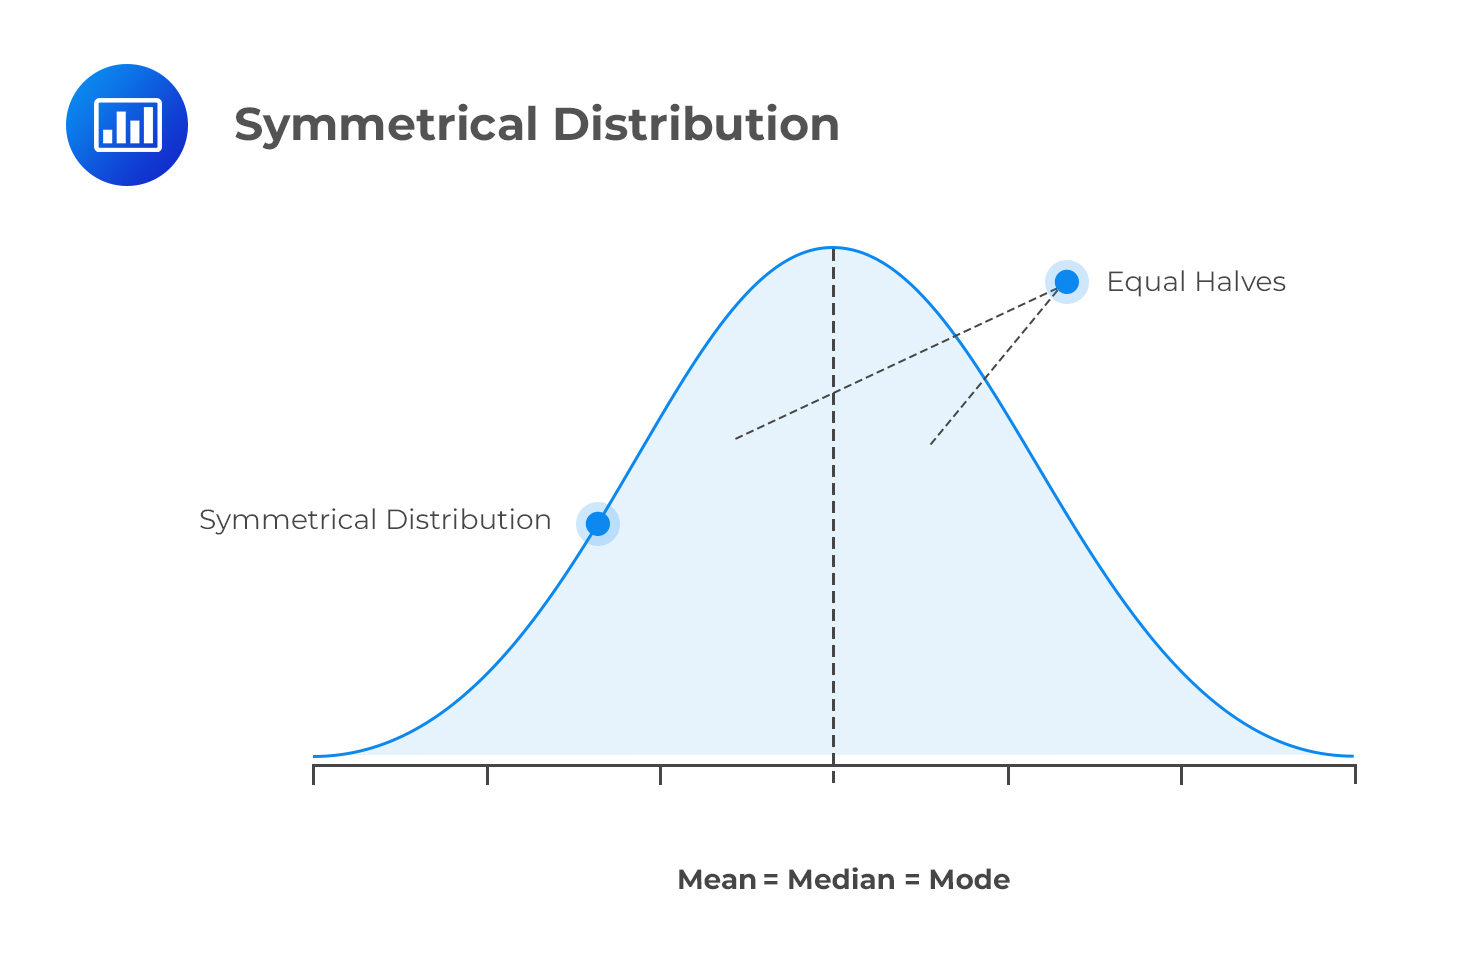 Symmetrical Distribution
Equal Halves
Symmetrical Distribution
Mean = Median = Mode